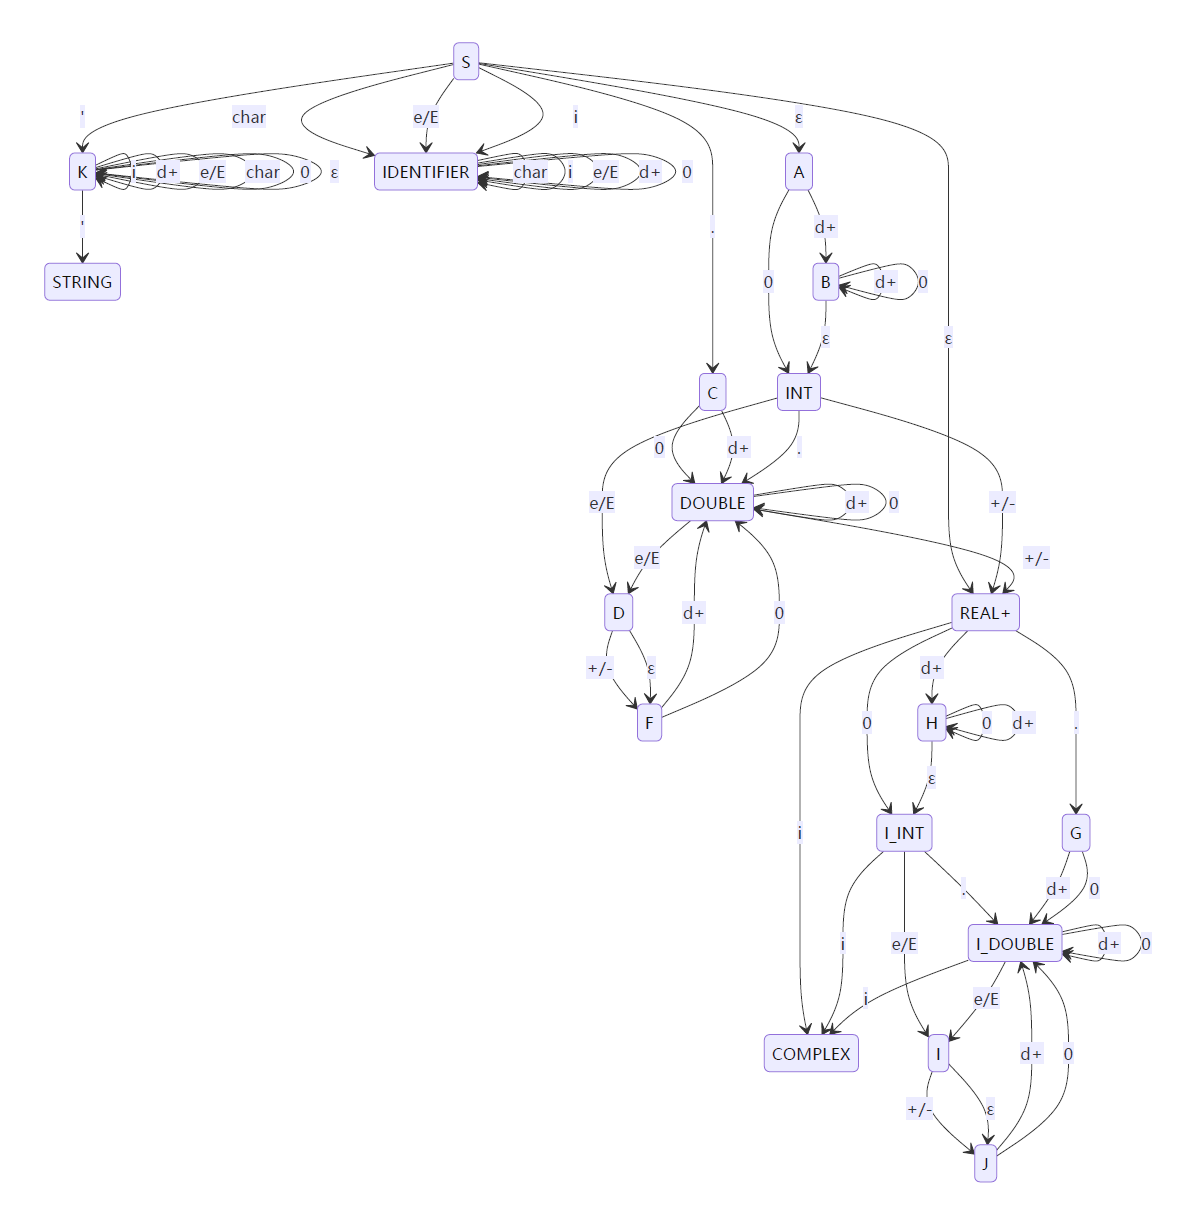 S
' char e/E i ε
K i d+ e/E char 0 ε IDENTIFIER char i e/E d+ 0 A
' . d+
STRING 0 B d+ 0
ε ε
C INT
0 d+ .
e/E DOUBLE d+ 0 +/-
e/E +/-
D d+ 0 REAL+
+/- ε d+
F 0 H 0 d+ .
ε
i I_INT G
. d+ 0
i e/E I_DOUBLE d+ 0
i e/E
COMPLEX I d+ 0
+/- ε
J